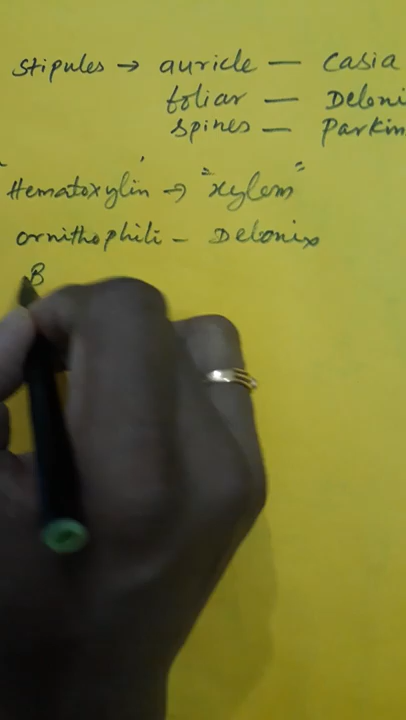 stipules → auricle — Casia
foliar — Deloni
spines — Parkin
"Hematoxylin' → "xylem"
ornithophili - Delonix
B